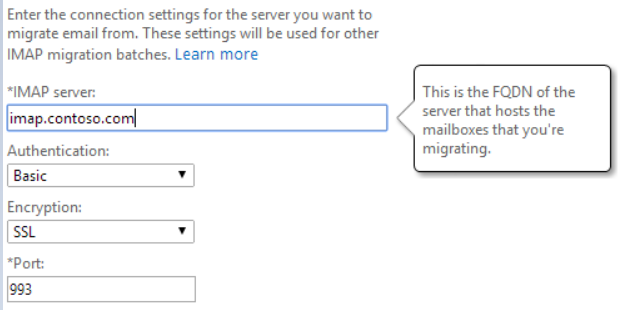 Enter the connection settings for the server you want to
migrate email from. These settings will be used for other
IMAP migration batches. Learn more
*IMAP server:
imap.contoso.com
This is the FQDN of the
server that hosts the
mailboxes that you're
migrating.
Authentication:
Basic
Encryption:
SSL
*Port:
993